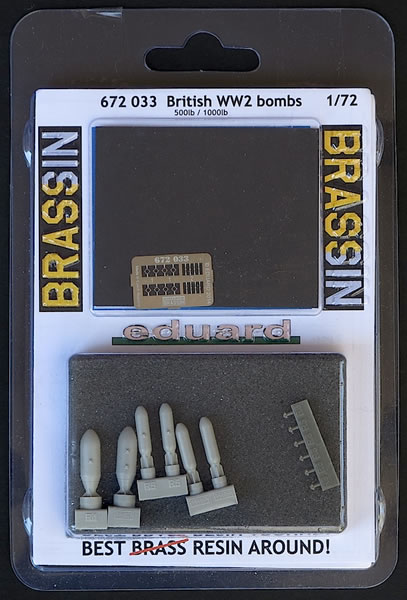 672 033 British WW2 bombs 1/72
500lb / 1000lb
BRASSIN
BRASSIN
672 033
eduard
BEST BRASS RESIN AROUND!